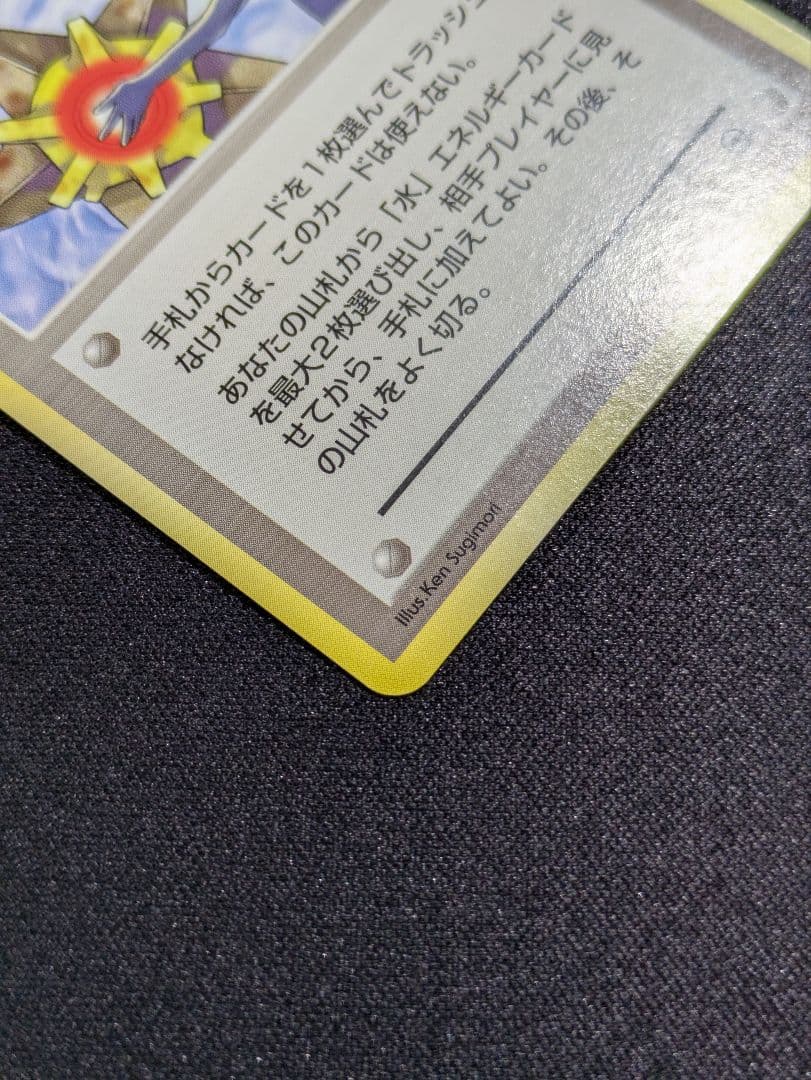 手札からカードを1枚選んでトラッシュ
なければ、このカードは使えない。
あなたの山札から「水」エネルギーカード
を最大2枚選び出し、相手プレイヤーに見
せてから、手札に加えてよい。その後、そ
の山札をよく切る。
Illus.Ken Sugimori